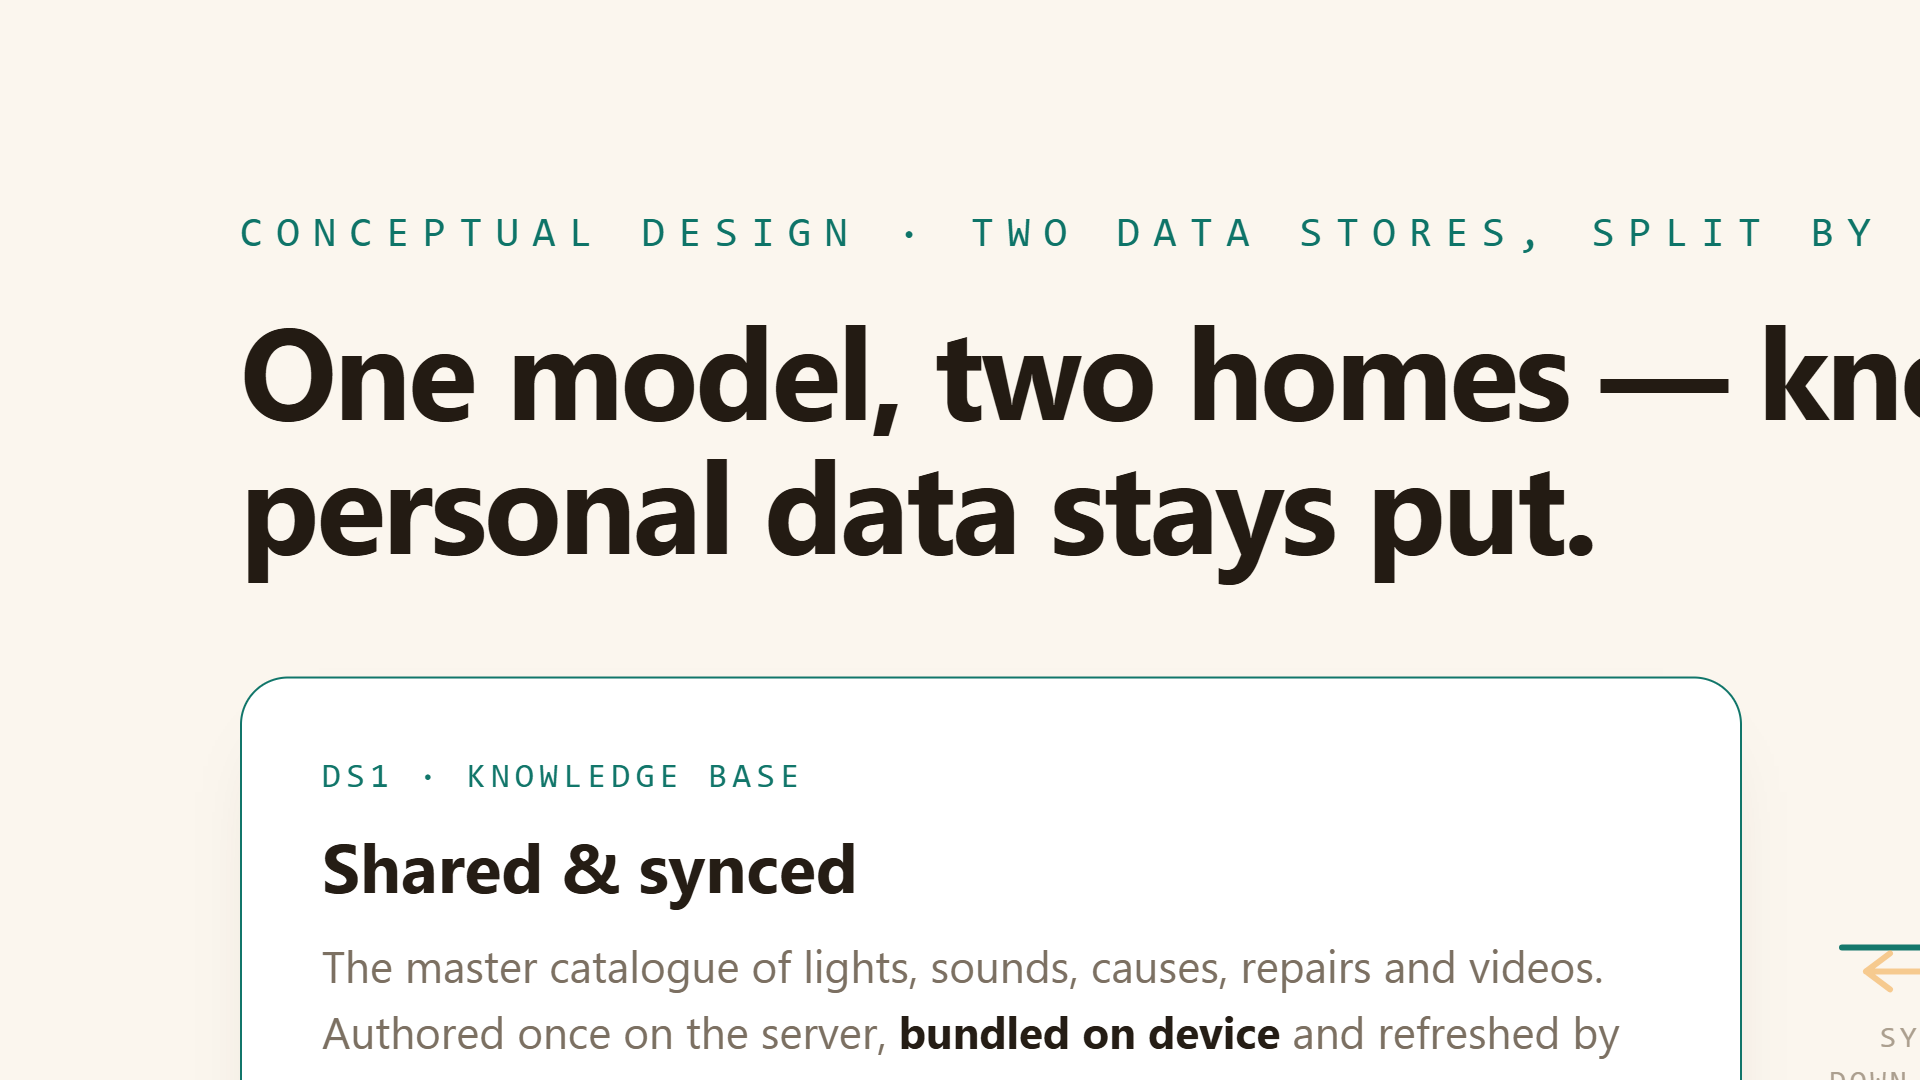 CONCEPTUAL DESIGN · TWO DATA STORES, SPLIT BY
One model, two homes —
personal data stays put.
DS1 · KNOWLEDGE BASE
Shared & synced
The master catalogue of lights, sounds, causes, repairs and videos.
Authored once on the server, bundled on device and refreshed by